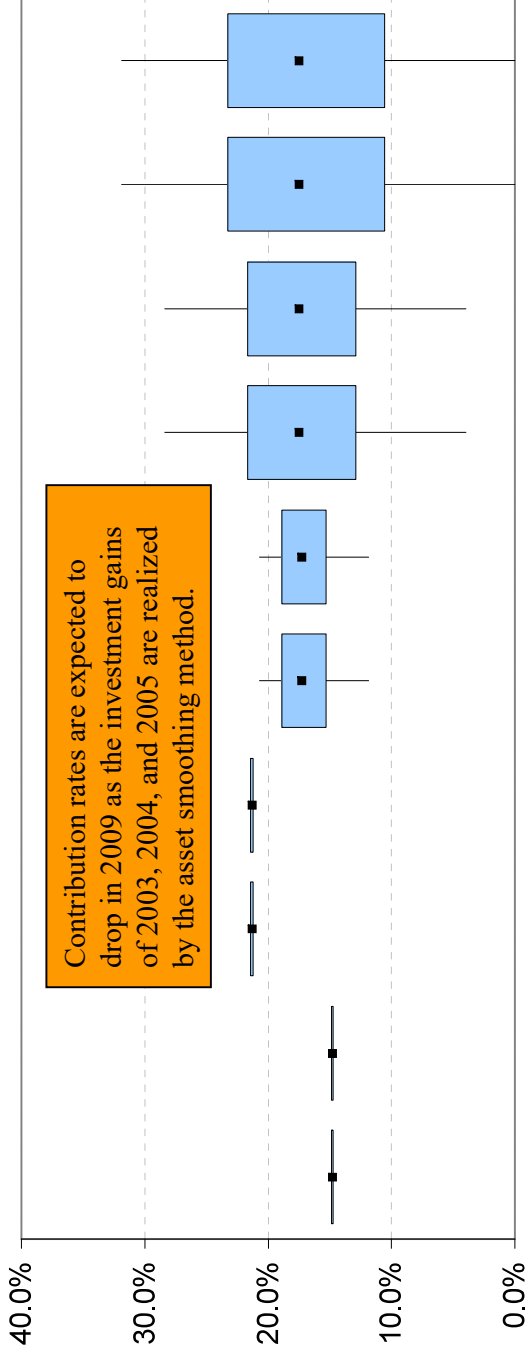 40.0%
30.0%
20.0%
10.0%
0.0%
Contribution rates are expected to
drop in 2009 as the investment gains
of 2003, 2004, and 2005 are realized
by the asset smoothing method.